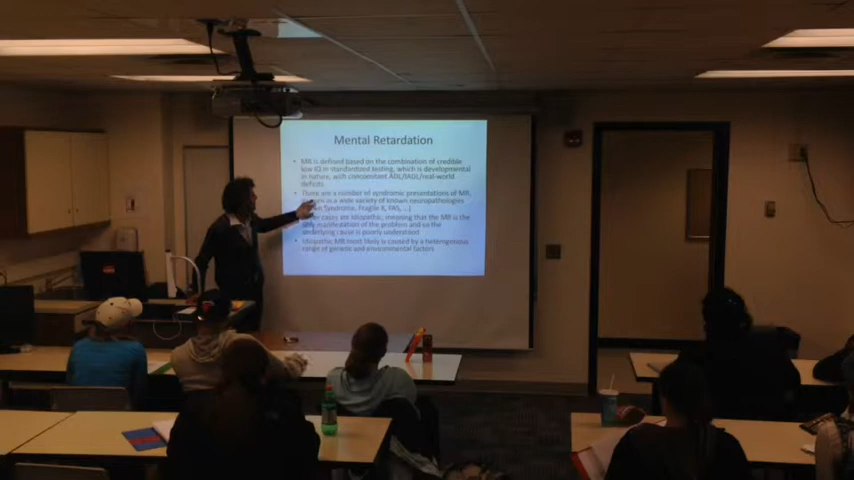 Mental Retardation
• MR is defined based on the combination of credible
low IQ in standardized testing, which is developmental
in nature, with concomitant ADL/IADL/real-world
deficits
• There are a number of syndromic presentations of MR,
in a wide variety of known neuropathologies
Syndrome, Fragile X, FAS, ...)
cases are idiopathic, meaning that the MR is the
only manifestation of the problem and so the
underlying cause is poorly understood
• Idiopathic MR most likely is caused by a heterogenous
range of genetic and environmental factors